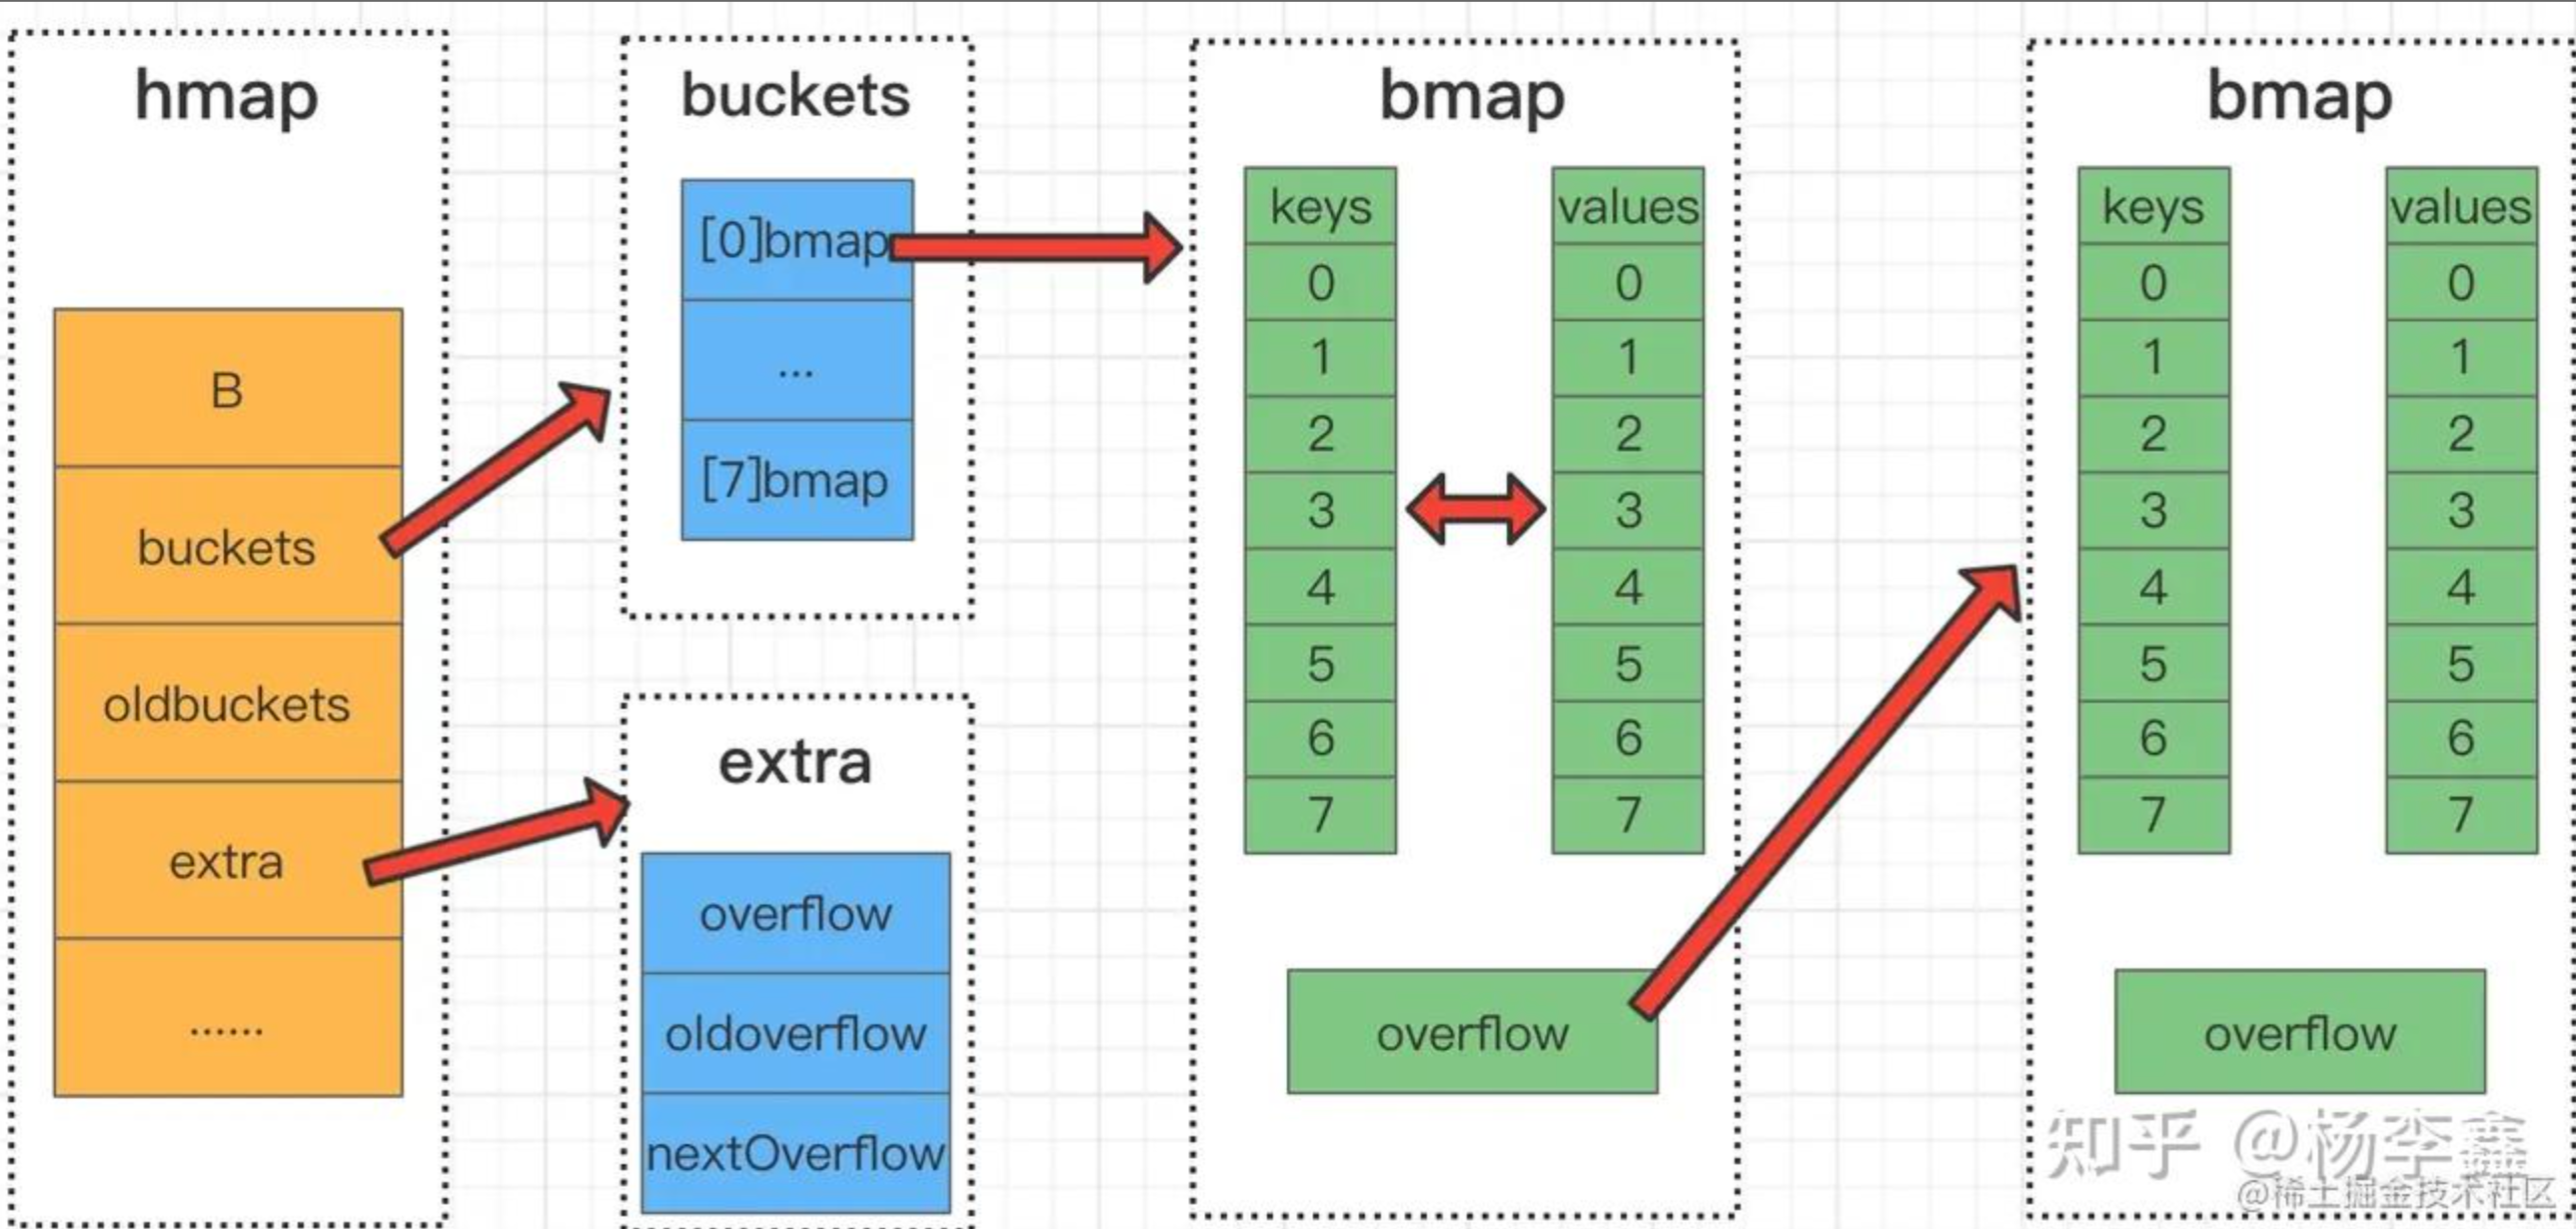 hmap
B
buckets
oldbuckets
extra
......
buckets
[0]bmap
...
[7]bmap
extra
overflow
oldoverflow
nextOverflow
bmap
keys
0
1
2
3
4
5
6
7
values
0
1
2
3
4
5
6
7
overflow
bmap
keys
0
1
2
3
4
5
6
7
values
0
1
2
3
4
5
6
7
overflow
知乎 @杨李鑫
@稀土掘金技术社区